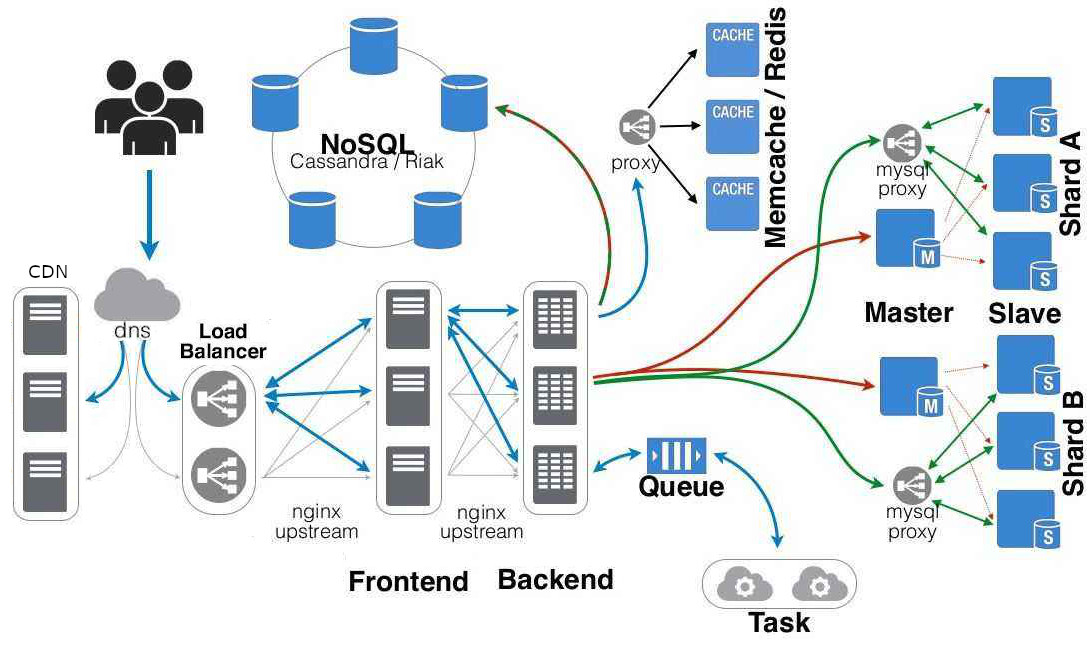 NoSQL
Cassandra / Riak
CACHE
CACHE
CACHE
Memcache / Redis
proxy
mysql
proxy
S
S
S
Shard A
M
Master
Slave
CDN
dns
Load
Balancer
nginx
upstream
nginx
upstream
Frontend
Backend
Queue
Task
M
S
S
S
Shard B
mysql
proxy